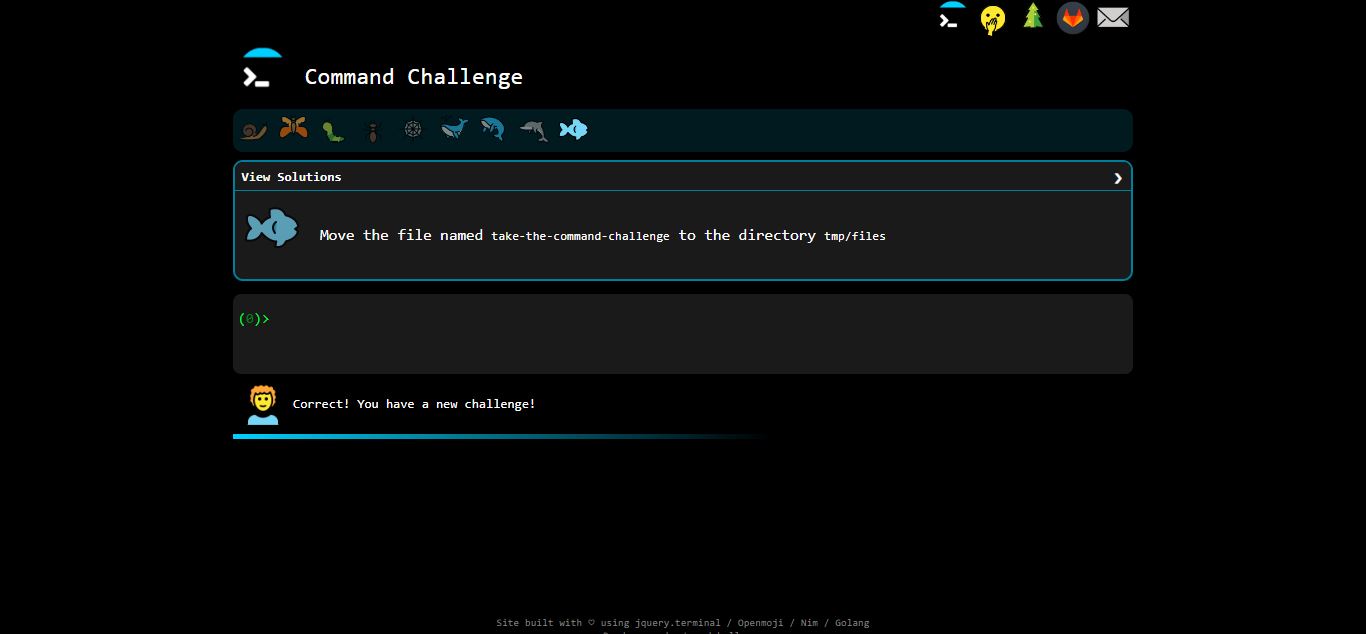 Command Challenge
View Solutions
Move the file named take-the-command-challenge to the directory tmp/files
(0)>
Correct! You have a new challenge!
Site built with ♡ using jquery.terminal / Openmoji / Nim / Golang